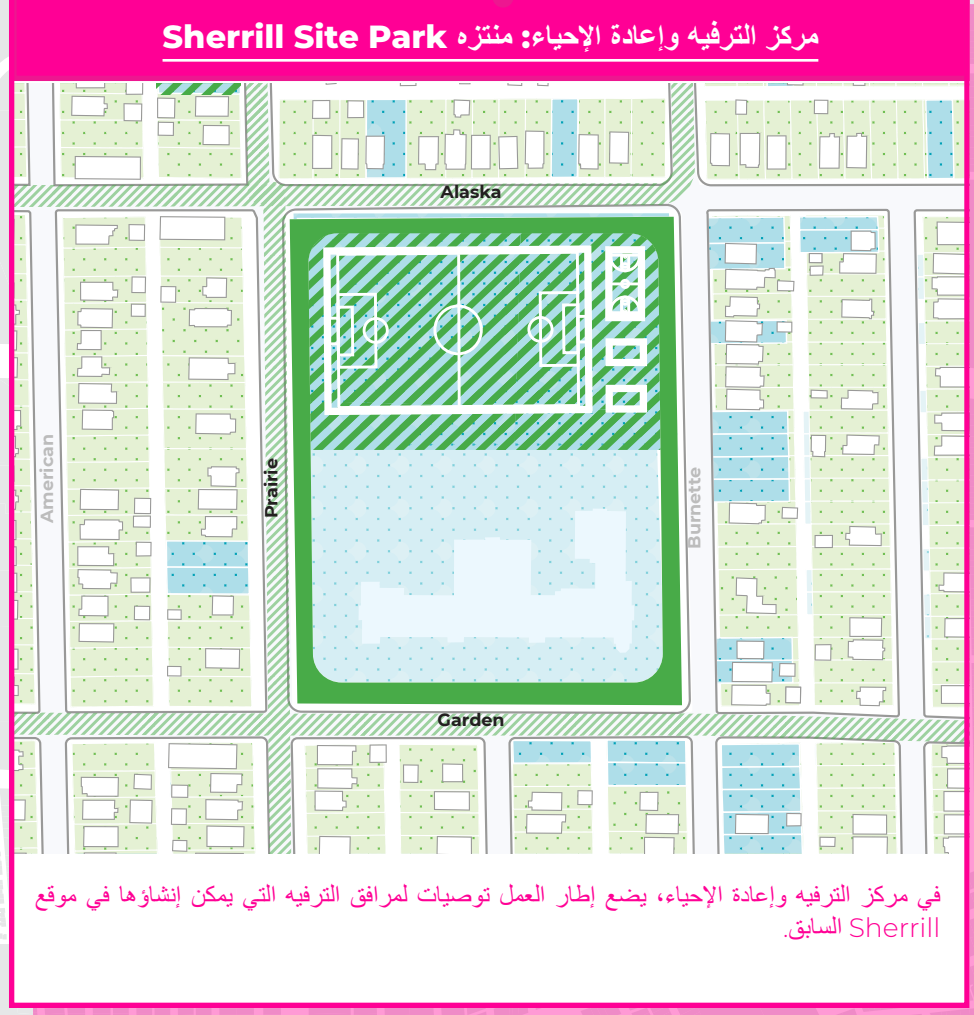 مركز الترفيه وإعادة الإحياء: منتزه Sherrill Site Park
Alaska
American
Prairie
Burnette
Garden
في مركز الترفيه وإعادة الإحياء، يضع إطار العمل توصيات لمرافق الترفيه التي يمكن إنشاؤها في موقع
Sherrill السابق.